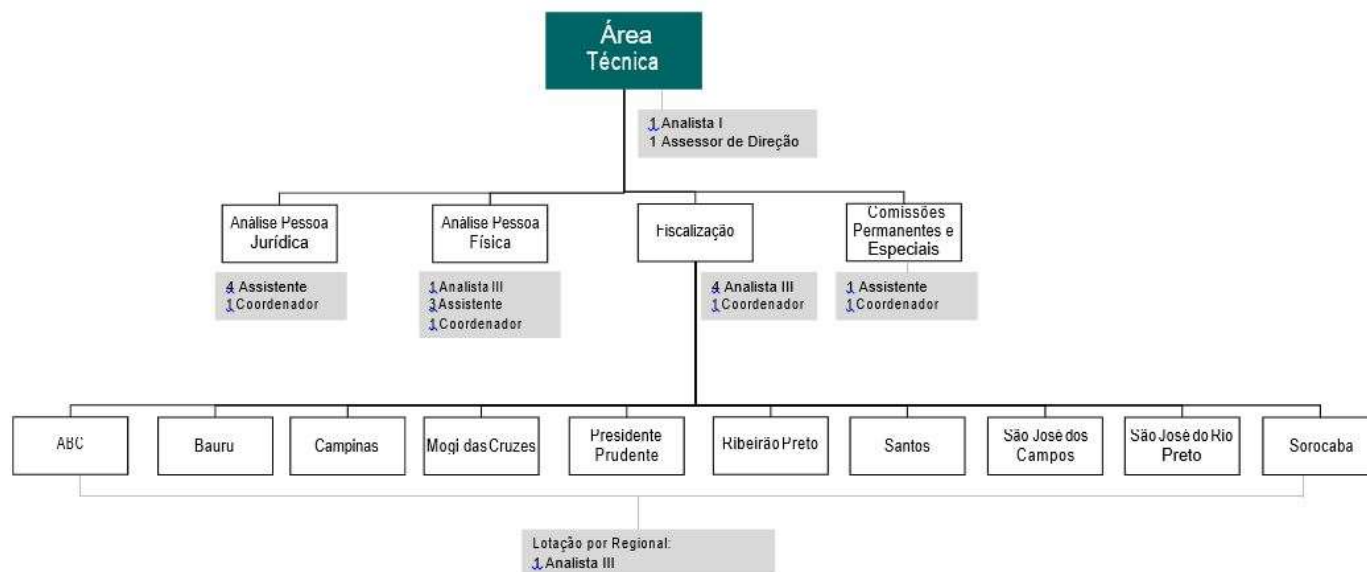 Área
Técnica
1 Analista I
1 Assessor de Direção
Análise Pessoa
Jurídica
Análise Pessoa
Física
Fiscalização
Comissões
Permanentes e
Especiais
4 Assistente
1 Coordenador
1 Analista III
3 Assistente
1 Coordenador
4 Analista III
1 Coordenador
1 Assistente
1 Coordenador
ABC
Bauru
Campinas
Mogi das Cruzes
Presidente
Prudente
Ribeirão Preto
Santos
São José dos
Campos
São José do Rio
Preto
Sorocaba
Lotação por Regional:
1 Analista III